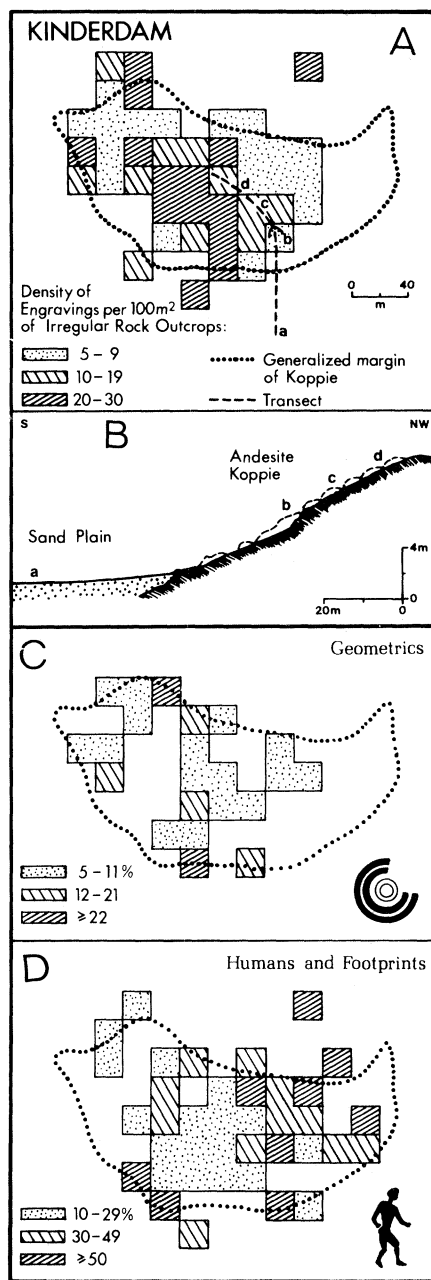 KINDERDAM
A
d
c
b
a
0 40
m
Density of
Engravings per 100m²
of Irregular Rock Outcrops:
5 – 9
10 – 19
20 – 30
Generalized margin
of Koppie
Transect
S
B
NW
Andesite
Koppie
d
c
b
Sand Plain
a
4m
0
20m 0
C
Geometrics
5 – 11%
12 – 21
≥22
D
Humans and Footprints
10 – 29%
30 – 49
≥50